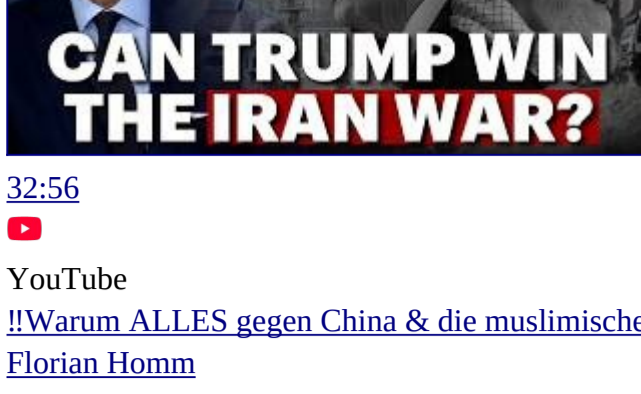 CAN TRUMP WIN
THE IRAN WAR?
32:56
YouTube
‼Warum ALLES gegen China & die muslimische
Florian Homm